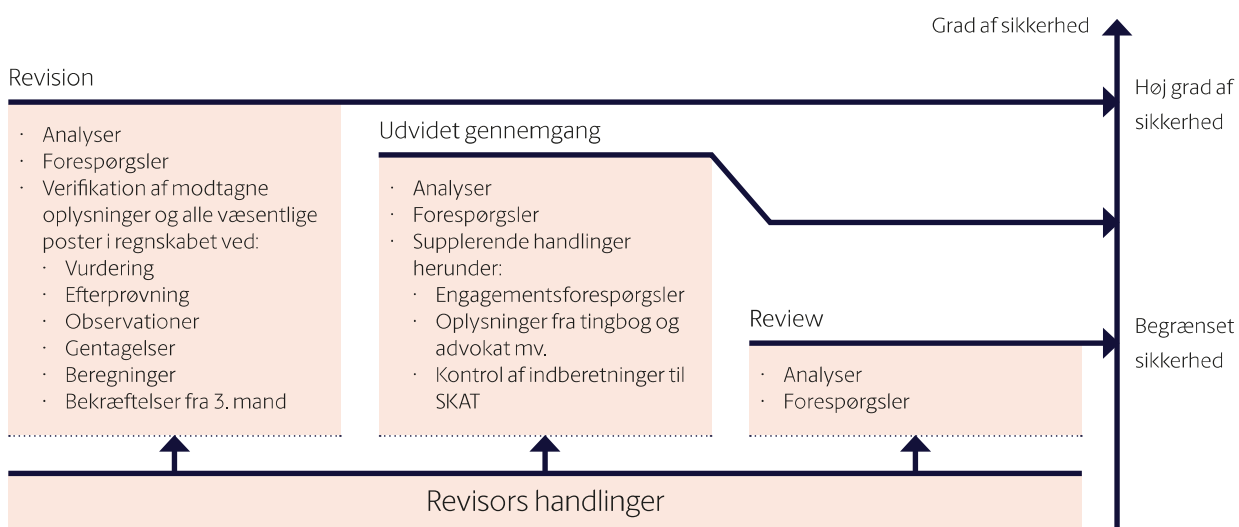 Grad af sikkerhed
Revision
Høj grad af
sikkerhed
· Analyser
· Forespørgsler
· Verifikation af modtagne
oplysninger og alle væsentlige
poster i regnskabet ved:
· Vurdering
· Efterprøvning
· Observationer
· Gentagelser
· Beregninger
· Bekræftelser fra 3. mand
Udvidet gennemgang
· Analyser
· Forespørgsler
· Supplerende handlinger
herunder:
· Engagementsforespørgsler
· Oplysninger fra tingbog og
advokat mv.
· Kontrol af indberetninger til
SKAT
Review
· Analyser
· Forespørgsler
Begrænset
sikkerhed
Revisors handlinger